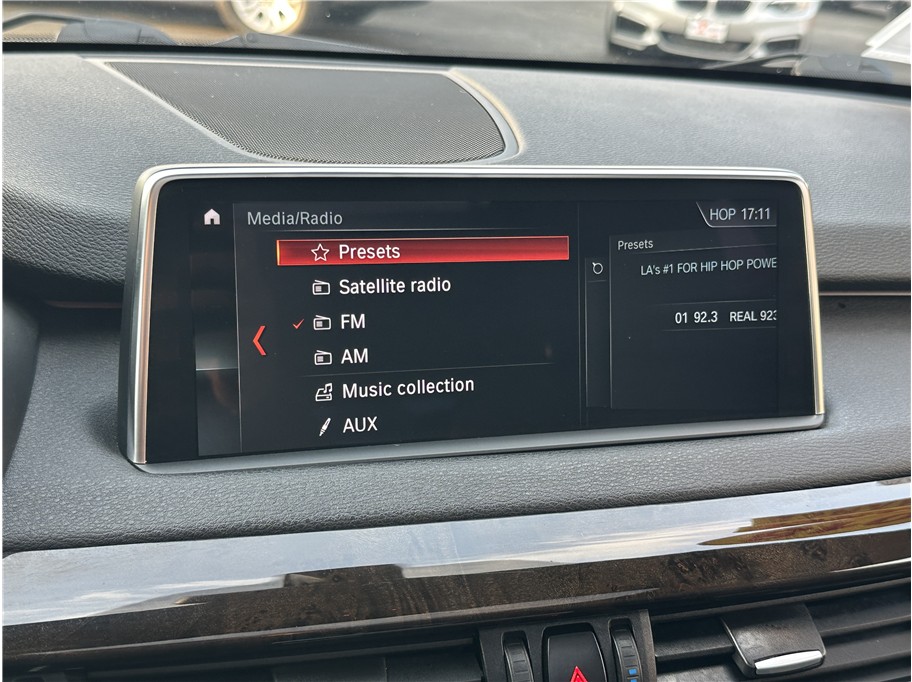 Media/Radio
HOP 17:11
Presets
Satellite radio
FM
AM
Music collection
AUX
Presets
LA's #1 FOR HIP HOP POWE
01 92.3 REAL 923